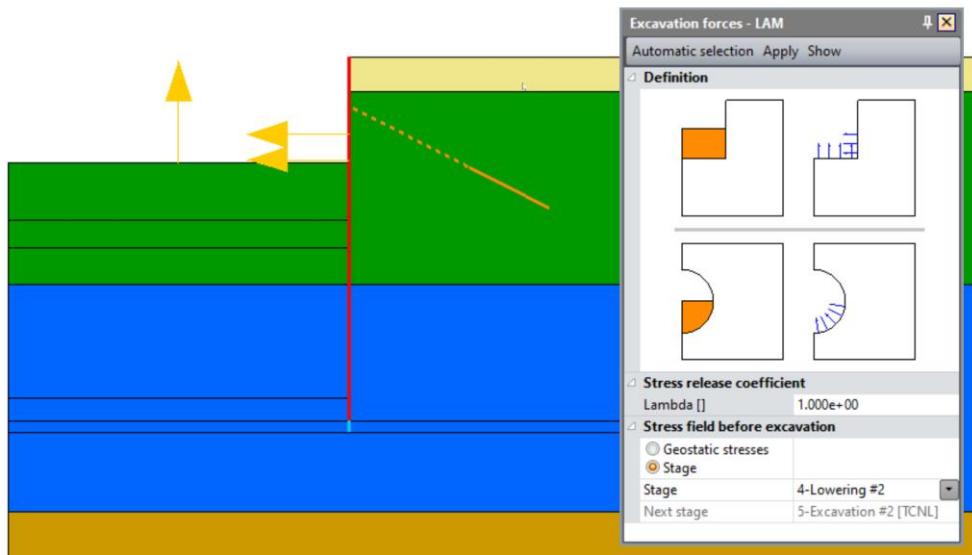 Excavation forces - LAM
Automatic selection Apply Show
Definition
Stress release coefficient
Lambda [] 1.000e+00
Stress field before excavation
Geostatic stresses
Stage
Stage 4-Lowering #2
Next stage 5-Excavation #2 [TCNL]